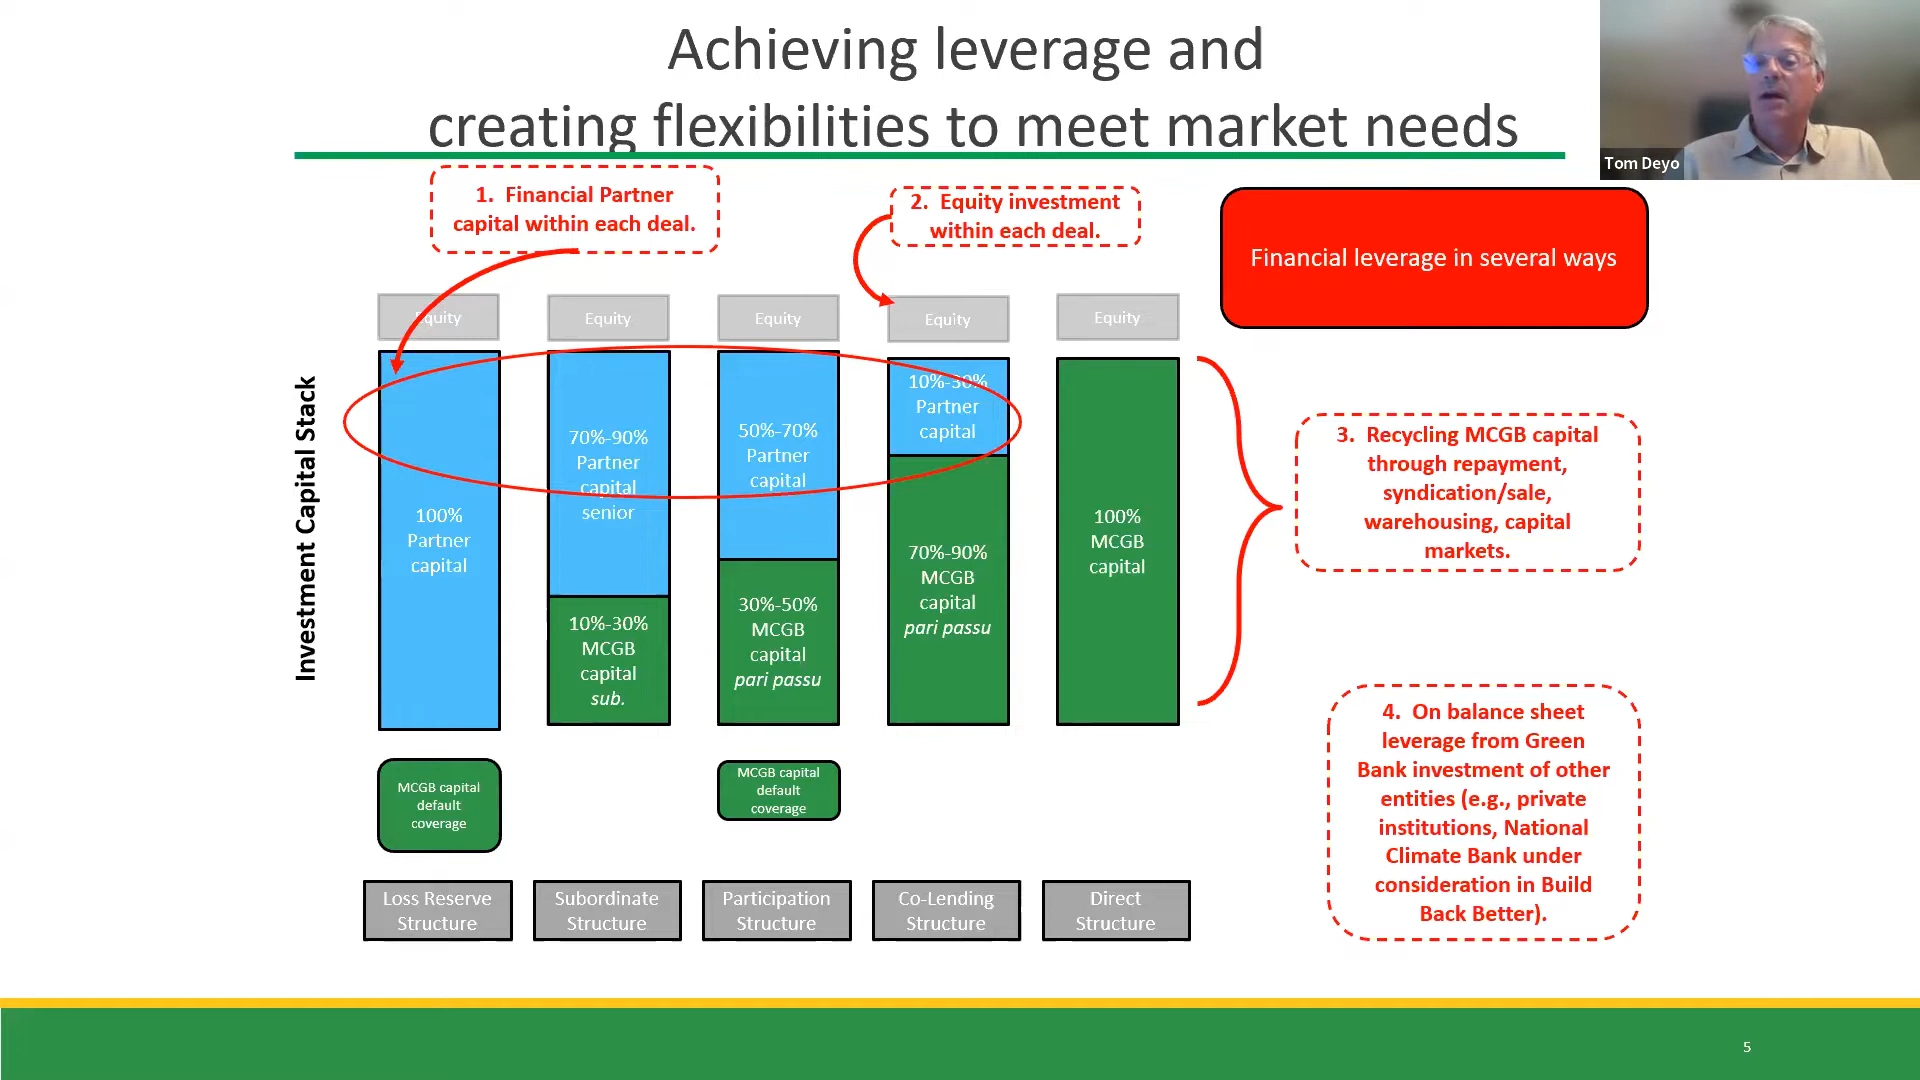 Achieving leverage and
creating flexibilities to meet market needs
Tom Deyo
1. Financial Partner
capital within each deal.
2. Equity investment
within each deal.
Financial leverage in several ways
Investment Capital Stack
Equity
100%
Partner
capital
MCGB capital
default
coverage
Loss Reserve
Structure
Equity
70%-90%
Partner
capital
senior
10%-30%
MCGB
capital
sub.
Subordinate
Structure
Equity
50%-70%
Partner
capital
30%-50%
MCGB
capital
pari passu
MCGB capital
default
coverage
Participation
Structure
Equity
10%-30%
Partner
capital
70%-90%
MCGB
capital
pari passu
Co-Lending
Structure
Equity
100%
MCGB
capital
Direct
Structure
3. Recycling MCGB capital
through repayment,
syndication/sale,
warehousing, capital
markets.
4. On balance sheet
leverage from Green
Bank investment of other
entities (e.g., private
institutions, National
Climate Bank under
consideration in Build
Back Better).
5